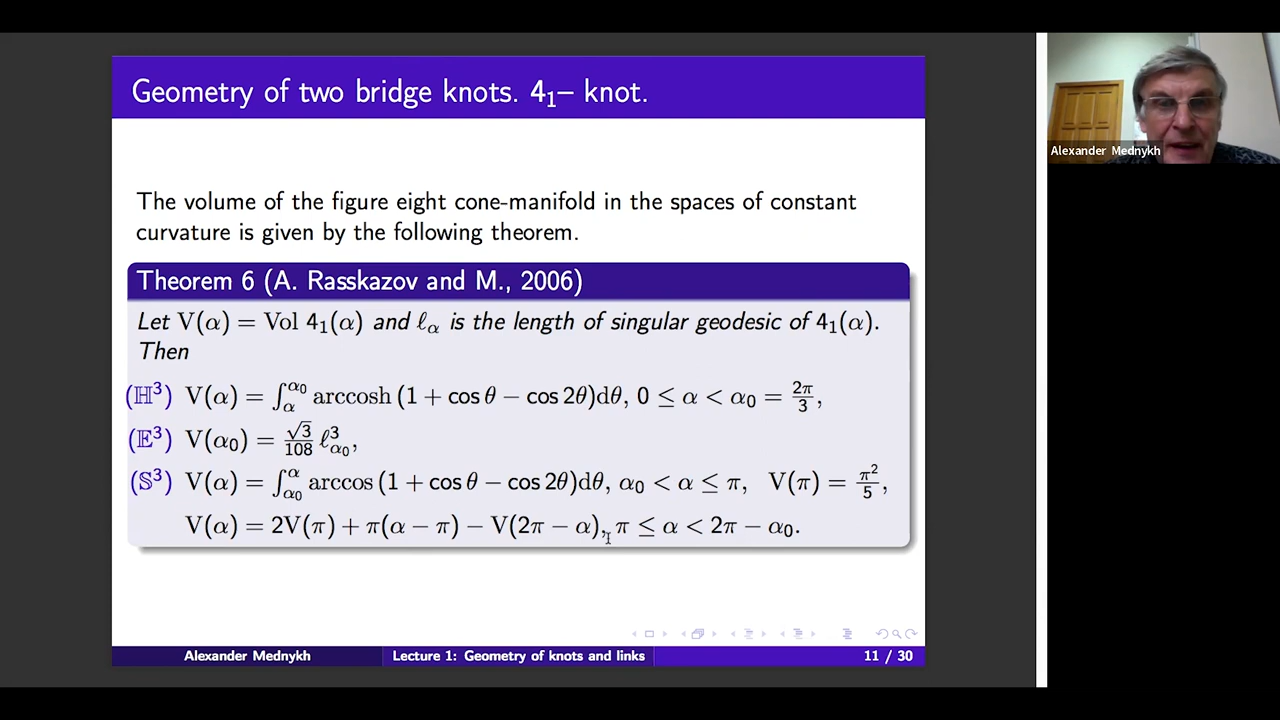 Geometry of two bridge knots. 4₁– knot.
Alexander Mednykh
The volume of the figure eight cone-manifold in the spaces of constant
curvature is given by the following theorem.
Theorem 6 (A. Rasskazov and M., 2006)
Let V(α) = Vol 4₁(α) and ℓ_α is the length of singular geodesic of 4₁(α).
Then
(ℍ³) V(α) = ∫_α^{α₀} arccosh (1 + cos θ − cos 2θ)dθ, 0 ≤ α < α₀ = 2π/3,
(𝔼³) V(α₀) = √3/108 ℓ³_{α₀},
(𝕊³) V(α) = ∫_{α₀}^α arccos (1 + cos θ − cos 2θ)dθ, α₀ < α ≤ π, V(π) = π²/5,
V(α) = 2V(π) + π(α − π) − V(2π − α), π ≤ α < 2π − α₀.
Alexander Mednykh Lecture 1: Geometry of knots and links 11 / 30